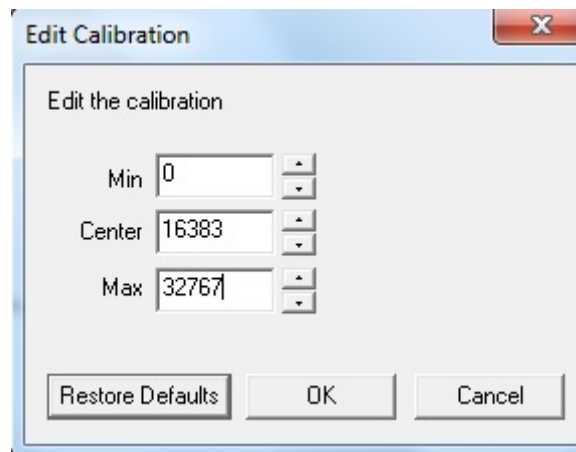 Edit Calibration
Edit the calibration
Min 0
Center 16383
Max 32767
Restore Defaults OK Cancel